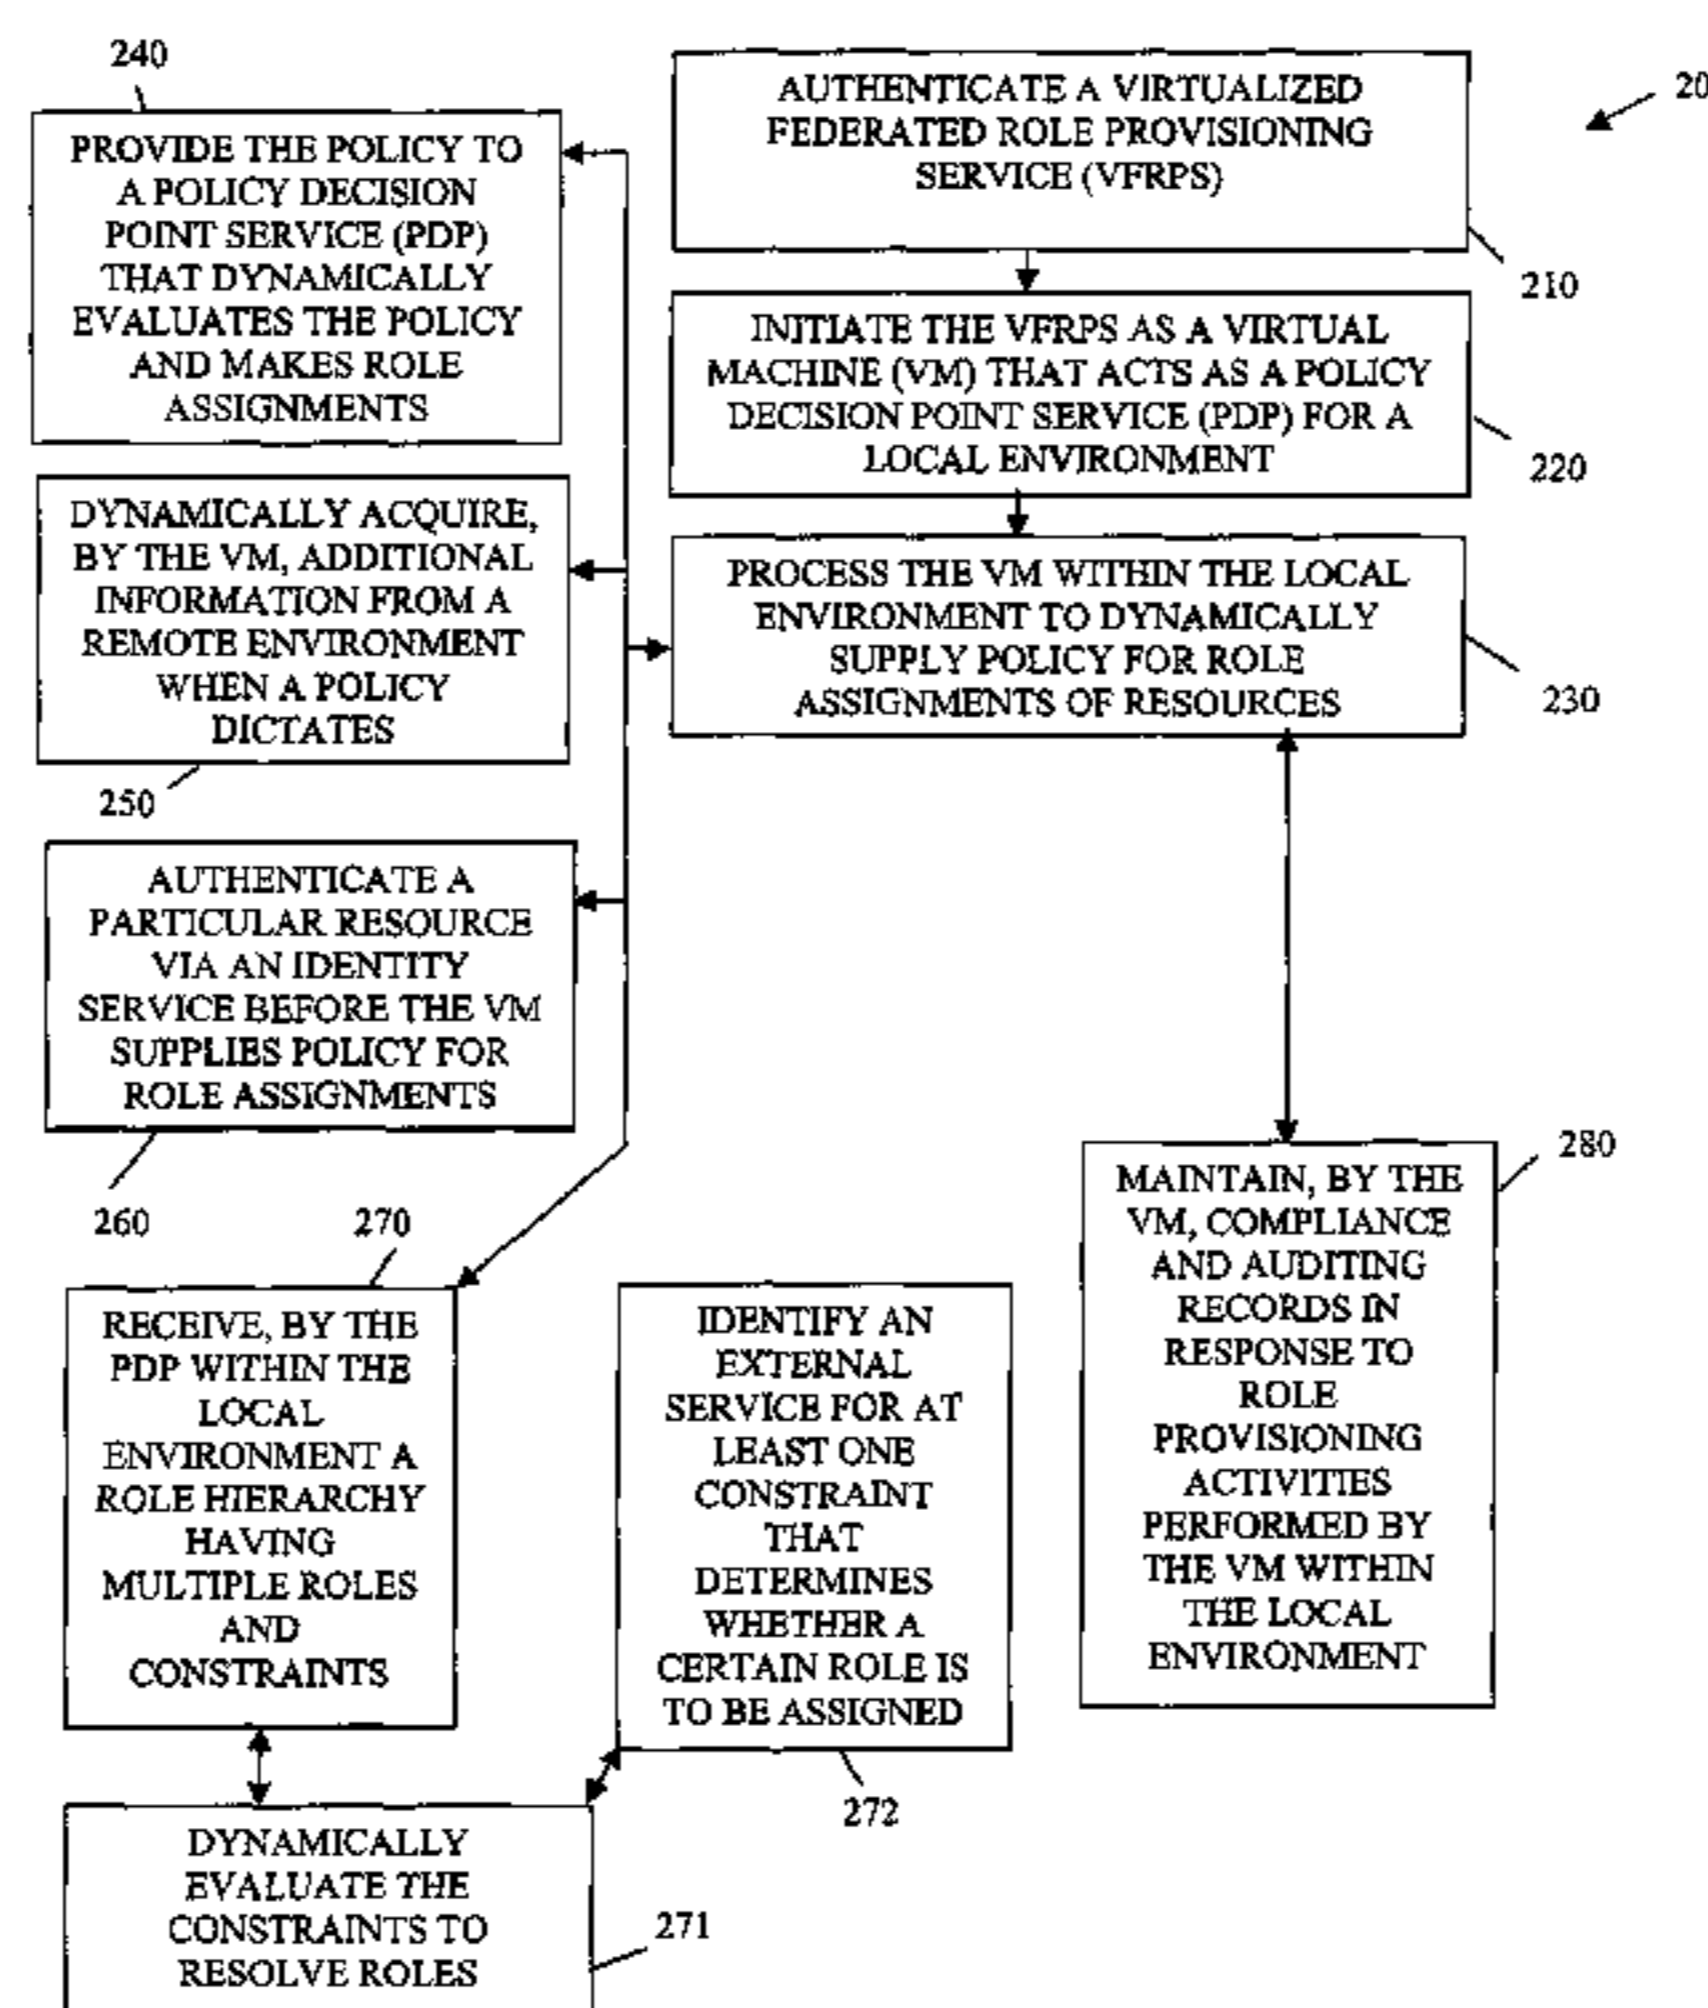 240
PROVIDE THE POLICY TO
A POLICY DECISION
POINT SERVICE (PDP)
THAT DYNAMICALLY
EVALUATES THE POLICY
AND MAKES ROLE
ASSIGNMENTS
AUTHENTICATE A VIRTUALIZED
FEDERATED ROLE PROVISIONING
SERVICE (VFRPS)
20
210
INITIATE THE VFRPS AS A VIRTUAL
MACHINE (VM) THAT ACTS AS A POLICY
DECISION POINT SERVICE (PDP) FOR A
LOCAL ENVIRONMENT
220
DYNAMICALLY ACQUIRE,
BY THE VM, ADDITIONAL
INFORMATION FROM A
REMOTE ENVIRONMENT
WHEN A POLICY
DICTATES
250
PROCESS THE VM WITHIN THE LOCAL
ENVIRONMENT TO DYNAMICALLY
SUPPLY POLICY FOR ROLE
ASSIGNMENTS OF RESOURCES
230
AUTHENTICATE A
PARTICULAR RESOURCE
VIA AN IDENTITY
SERVICE BEFORE THE VM
SUPPLIES POLICY FOR
ROLE ASSIGNMENTS
260
270
RECEIVE, BY THE
PDP WITHIN THE
LOCAL
ENVIRONMENT A
ROLE HIERARCHY
HAVING
MULTIPLE ROLES
AND
CONSTRAINTS
IDENTIFY AN
EXTERNAL
SERVICE FOR AT
LEAST ONE
CONSTRAINT
THAT
DETERMINES
WHETHER A
CERTAIN ROLE IS
TO BE ASSIGNED
272
280
MAINTAIN, BY THE
VM, COMPLIANCE
AND AUDITING
RECORDS IN
RESPONSE TO
ROLE
PROVISIONING
ACTIVITIES
PERFORMED BY
THE VM WITHIN
THE LOCAL
ENVIRONMENT
DYNAMICALLY
EVALUATE THE
CONSTRAINTS TO
RESOLVE ROLES
271